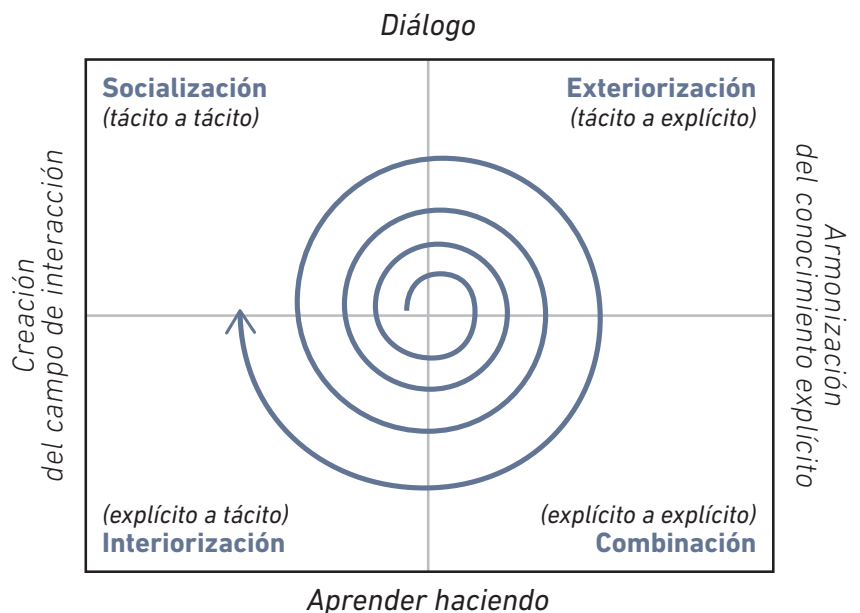 Diálogo
Socialización
(tácito a tácito)
Exteriorización
(tácito a explícito)
Creación
del campo de interacción
Armonización
del conocimiento explícito
(explícito a tácito)
Interiorización
(explícito a explícito)
Combinación
Aprender haciendo